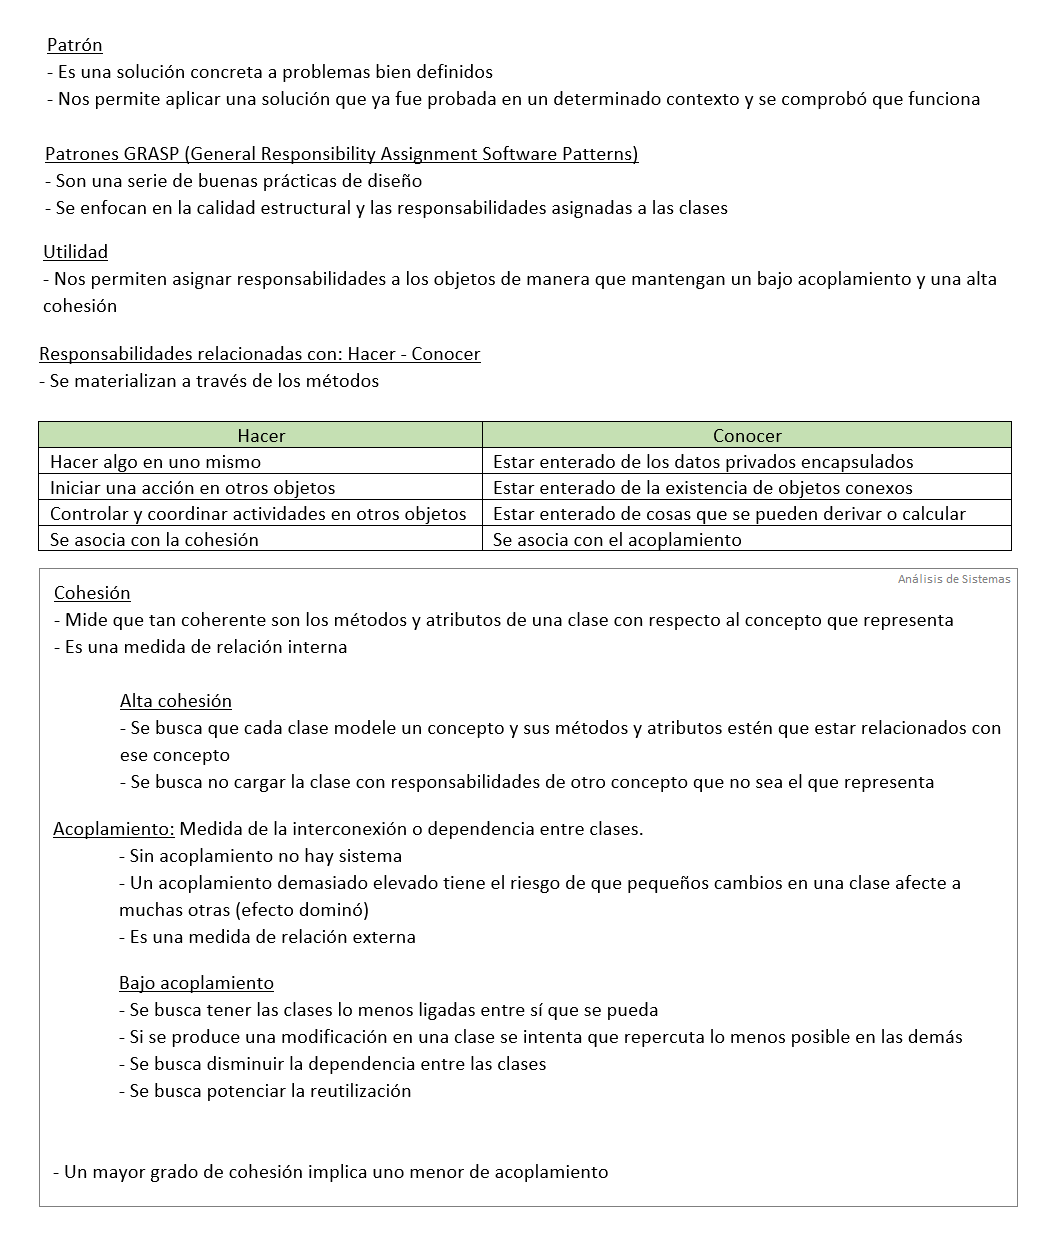 Patrón
- Es una solución concreta a problemas bien definidos
- Nos permite aplicar una solución que ya fue probada en un determinado contexto y se comprobó que funciona
Patrones GRASP (General Responsibility Assignment Software Patterns)
- Son una serie de buenas prácticas de diseño
- Se enfocan en la calidad estructural y las responsabilidades asignadas a las clases
Utilidad
- Nos permiten asignar responsabilidades a los objetos de manera que mantengan un bajo acoplamiento y una alta
cohesión
Responsabilidades relacionadas con: Hacer - Conocer
- Se materializan a través de los métodos
Hacer Conocer
Hacer algo en uno mismo Estar enterado de los datos privados encapsulados
Iniciar una acción en otros objetos Estar enterado de la existencia de objetos conexos
Controlar y coordinar actividades en otros objetos Estar enterado de cosas que se pueden derivar o calcular
Se asocia con la cohesión Se asocia con el acoplamiento
Análisis de Sistemas
Cohesión
- Mide que tan coherente son los métodos y atributos de una clase con respecto al concepto que representa
- Es una medida de relación interna
Alta cohesión
- Se busca que cada clase modele un concepto y sus métodos y atributos estén que estar relacionados con
ese concepto
- Se busca no cargar la clase con responsabilidades de otro concepto que no sea el que representa
Acoplamiento: Medida de la interconexión o dependencia entre clases.
- Sin acoplamiento no hay sistema
- Un acoplamiento demasiado elevado tiene el riesgo de que pequeños cambios en una clase afecte a
muchas otras (efecto dominó)
- Es una medida de relación externa
Bajo acoplamiento
- Se busca tener las clases lo menos ligadas entre sí que se pueda
- Si se produce una modificación en una clase se intenta que repercuta lo menos posible en las demás
- Se busca disminuir la dependencia entre las clases
- Se busca potenciar la reutilización
- Un mayor grado de cohesión implica uno menor de acoplamiento